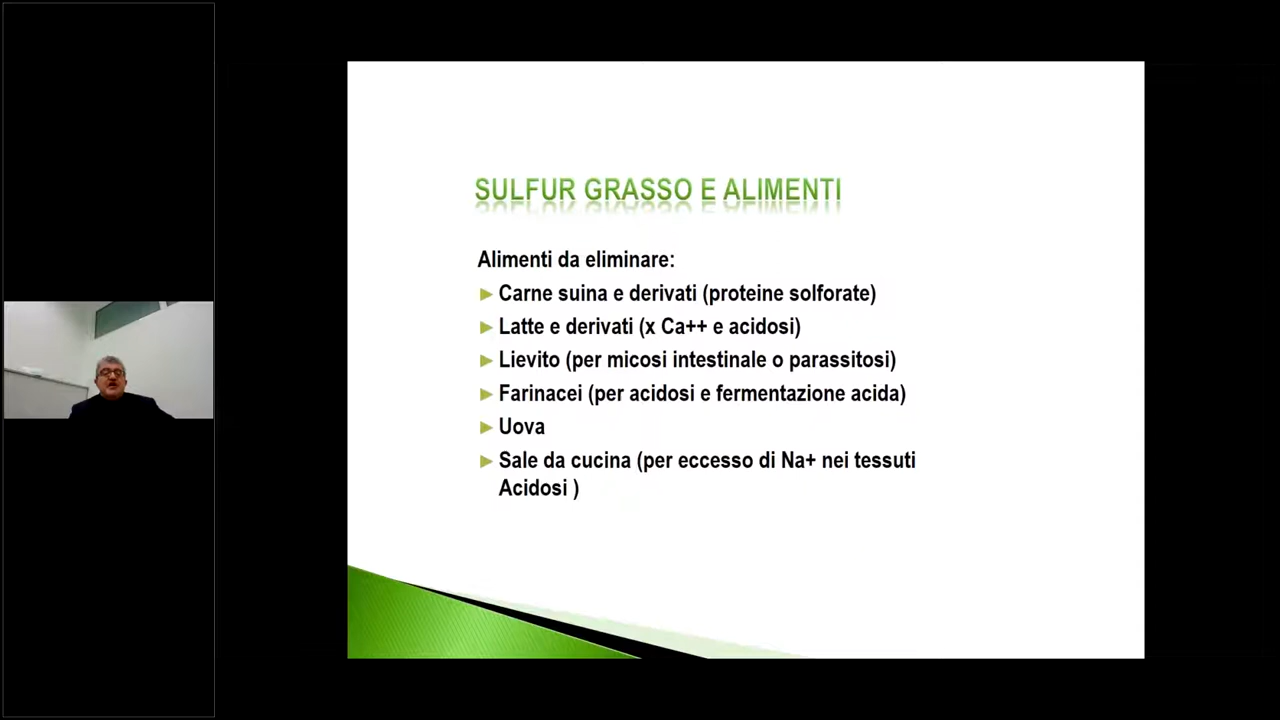 SULFUR GRASSO E ALIMENTI
Alimenti da eliminare:
Carne suina e derivati (proteine solforate)
Latte e derivati (x Ca++ e acidosi)
Lievito (per micosi intestinale o parassitosi)
Farinacei (per acidosi e fermentazione acida)
Uova
Sale da cucina (per eccesso di Na+ nei tessuti
Acidosi )